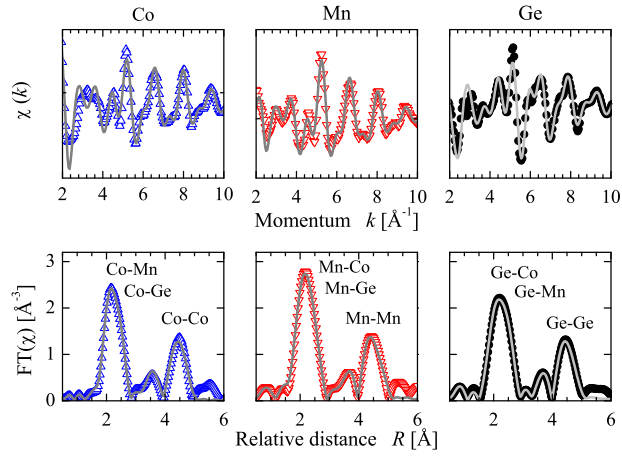 Co Mn Ge
χ (k)
2 4 6 8 10 2 4 6 8 10 2 4 6 8 10
Momentum k [Å⁻¹]
3 Co-Mn Mn-Co Ge-Co
Co-Ge Mn-Ge Ge-Mn
2
Co-Co Mn-Mn Ge-Ge
1
0
FT(χ) [Å⁻³]
2 4 6 2 4 6 2 4 6
Relative distance R [Å]